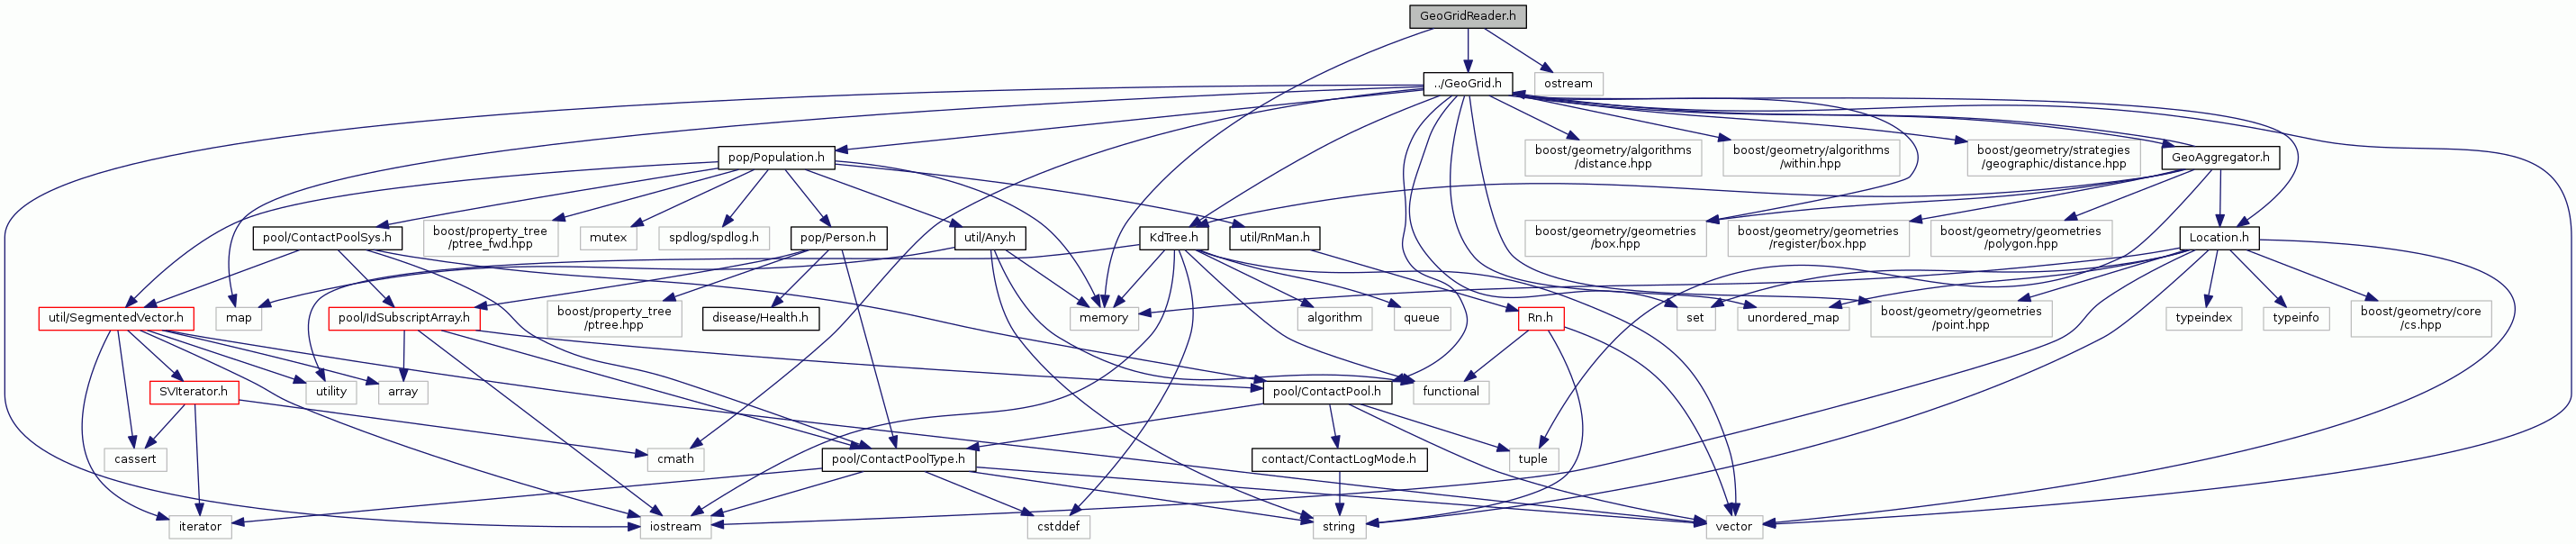 GeoGridReader.h
../GeoGrid.h
ostream
pop/Population.h
boost/geometry/algorithms
/distance.hpp
boost/geometry/algorithms
/within.hpp
boost/geometry/strategies
/geographic/distance.hpp
GeoAggregator.h
pool/ContactPoolSys.h
boost/property_tree
/ptree_fwd.hpp
mutex
spdlog/spdlog.h
pop/Person.h
util/Any.h
KdTree.h
util/RnMan.h
boost/geometry/geometries
/box.hpp
boost/geometry/geometries
/register/box.hpp
boost/geometry/geometries
/polygon.hpp
Location.h
util/SegmentedVector.h
map
pool/IdSubscriptArray.h
boost/property_tree
/ptree.hpp
disease/Health.h
memory
algorithm
queue
Rn.h
set
unordered_map
boost/geometry/geometries
/point.hpp
typeindex
typeinfo
boost/geometry/core
/cs.hpp
SVIterator.h
utility
array
pool/ContactPool.h
functional
cassert
cmath
pool/ContactPoolType.h
contact/ContactLogMode.h
tuple
iterator
iostream
cstddef
string
vector